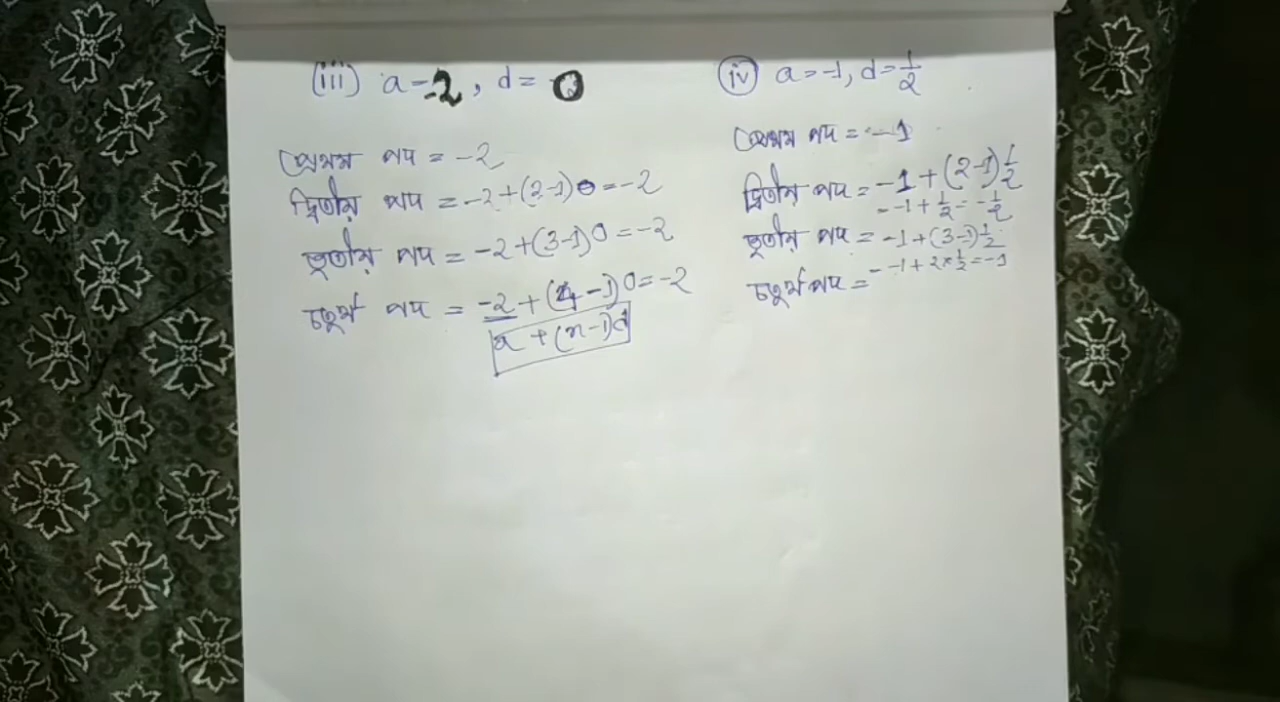 (iii) a = -2, d = 0
প্রথম পদ = -2
দ্বিতীয় পদ = -2+(2-1)0 = -2
তৃতীয় পদ = -2+(3-1)0 = -2
চতুর্থ পদ = -2+(4-1)0 = -2
a+(n-1)d
(iv) a = -1, d = 1/2
প্রথম পদ = -1
দ্বিতীয় পদ = -1+(2-1)1/2
= -1+1/2 = -1/2
তৃতীয় পদ = -1+(3-1)1/2
= -1+2×1/2 = -1
চতুর্থ পদ =